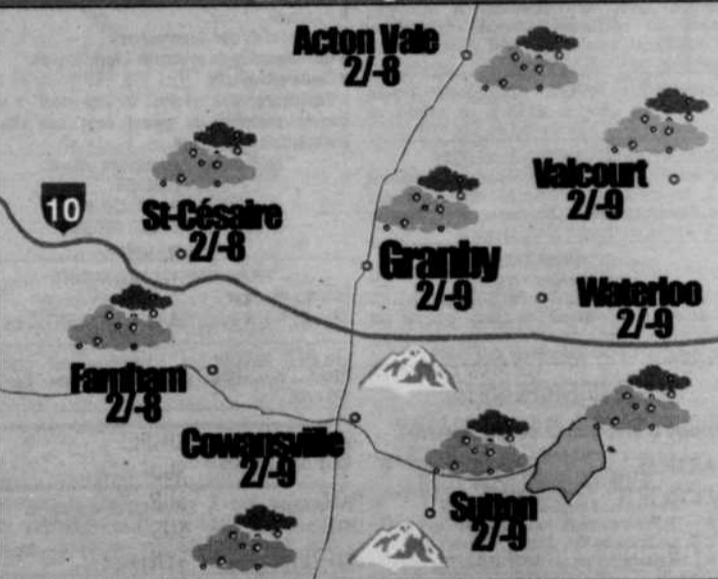 Acton Vale
2/-8
Valcourt
2/-9
10
St-Césaire
2/-8
Granby
2/-9
Waterloo
2/-9
Farnham
2/-8
Cowansville
2/-9
Sutton
2/-9